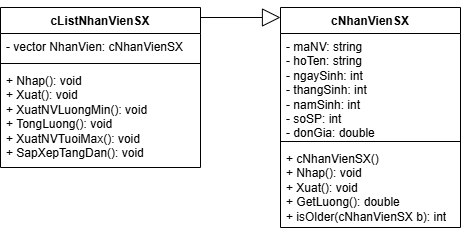 cListNhanVienSX
- vector NhanVien: cNhanVienSX
+ Nhap(): void
+ Xuat(): void
+ XuatNVLuongMin(): void
+ TongLuong(): void
+ XuatNVTuoiMax(): void
+ SapXepTangDan(): void
cNhanVienSX
- maNV: string
- hoTen: string
- ngaySinh: int
- thangSinh: int
- namSinh: int
- soSP: int
- donGia: double
+ cNhanVienSX()
+ Nhap(): void
+ Xuat(): void
+ GetLuong(): double
+ isOlder(cNhanVienSX b): int